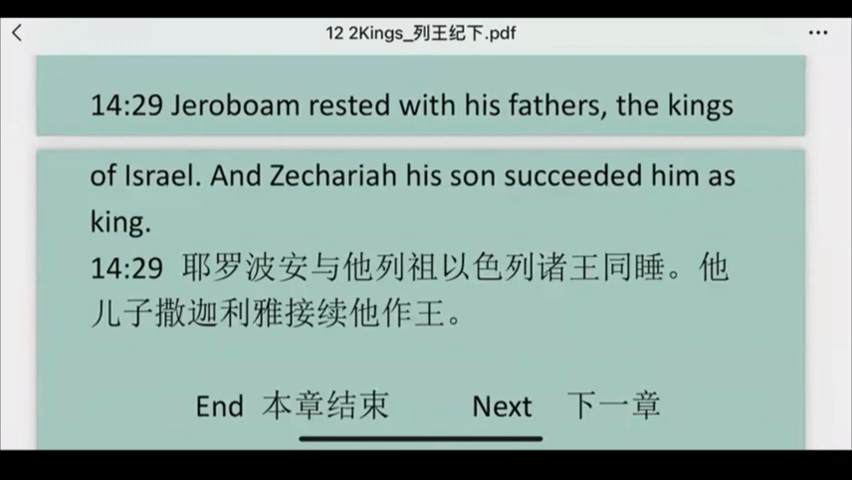 12 2Kings_列王纪下.pdf
14:29 Jeroboam rested with his fathers, the kings
of Israel. And Zechariah his son succeeded him as
king.
14:29 耶罗波安与他列祖以色列诸王同睡。他
儿子撒迦利雅接续他作王。
End 本章结束 Next 下一章